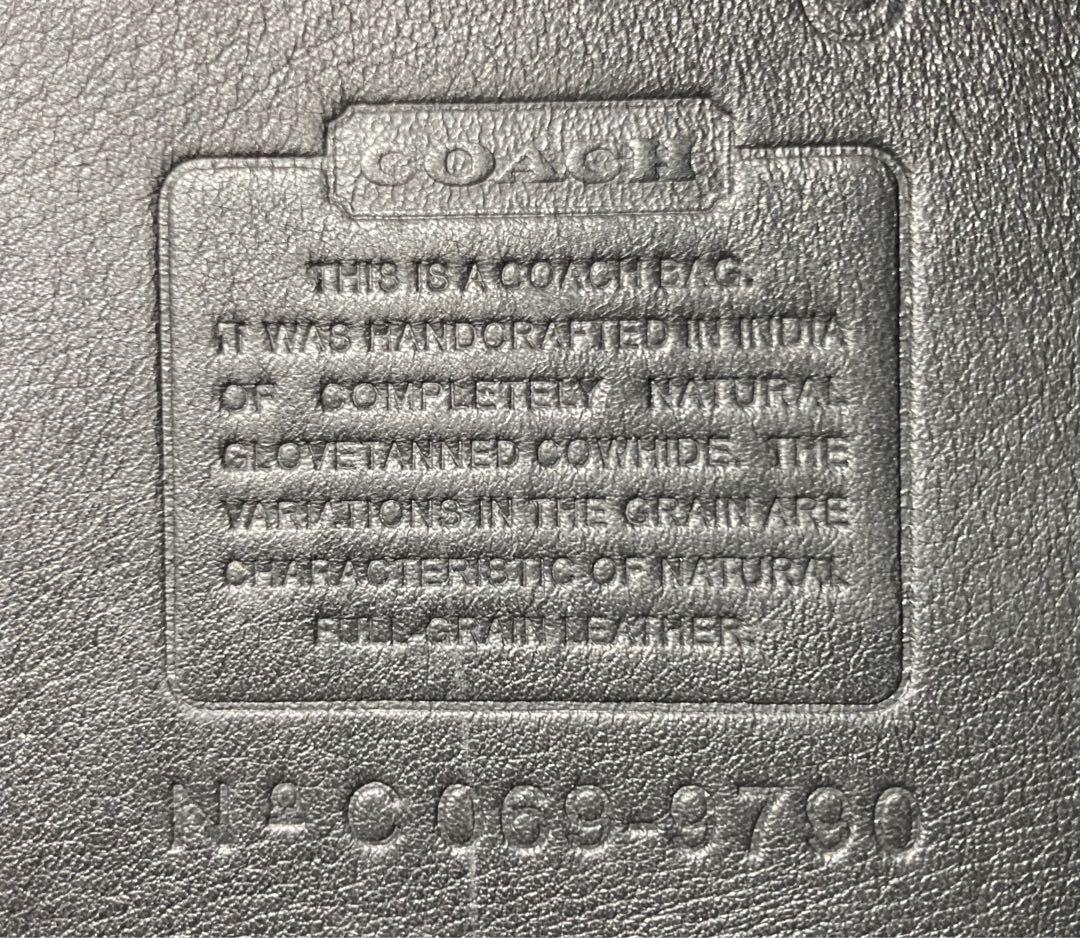 COACH
THIS IS A COACH BAG.
IT WAS HANDCRAFTED IN INDIA
OF COMPLETELY NATURAL
GLOVETANNED COWHIDE. THE
VARIATIONS IN THE GRAIN ARE
CHARACTERISTIC OF NATURAL
FULL GRAIN LEATHER.
Nº C069-9790